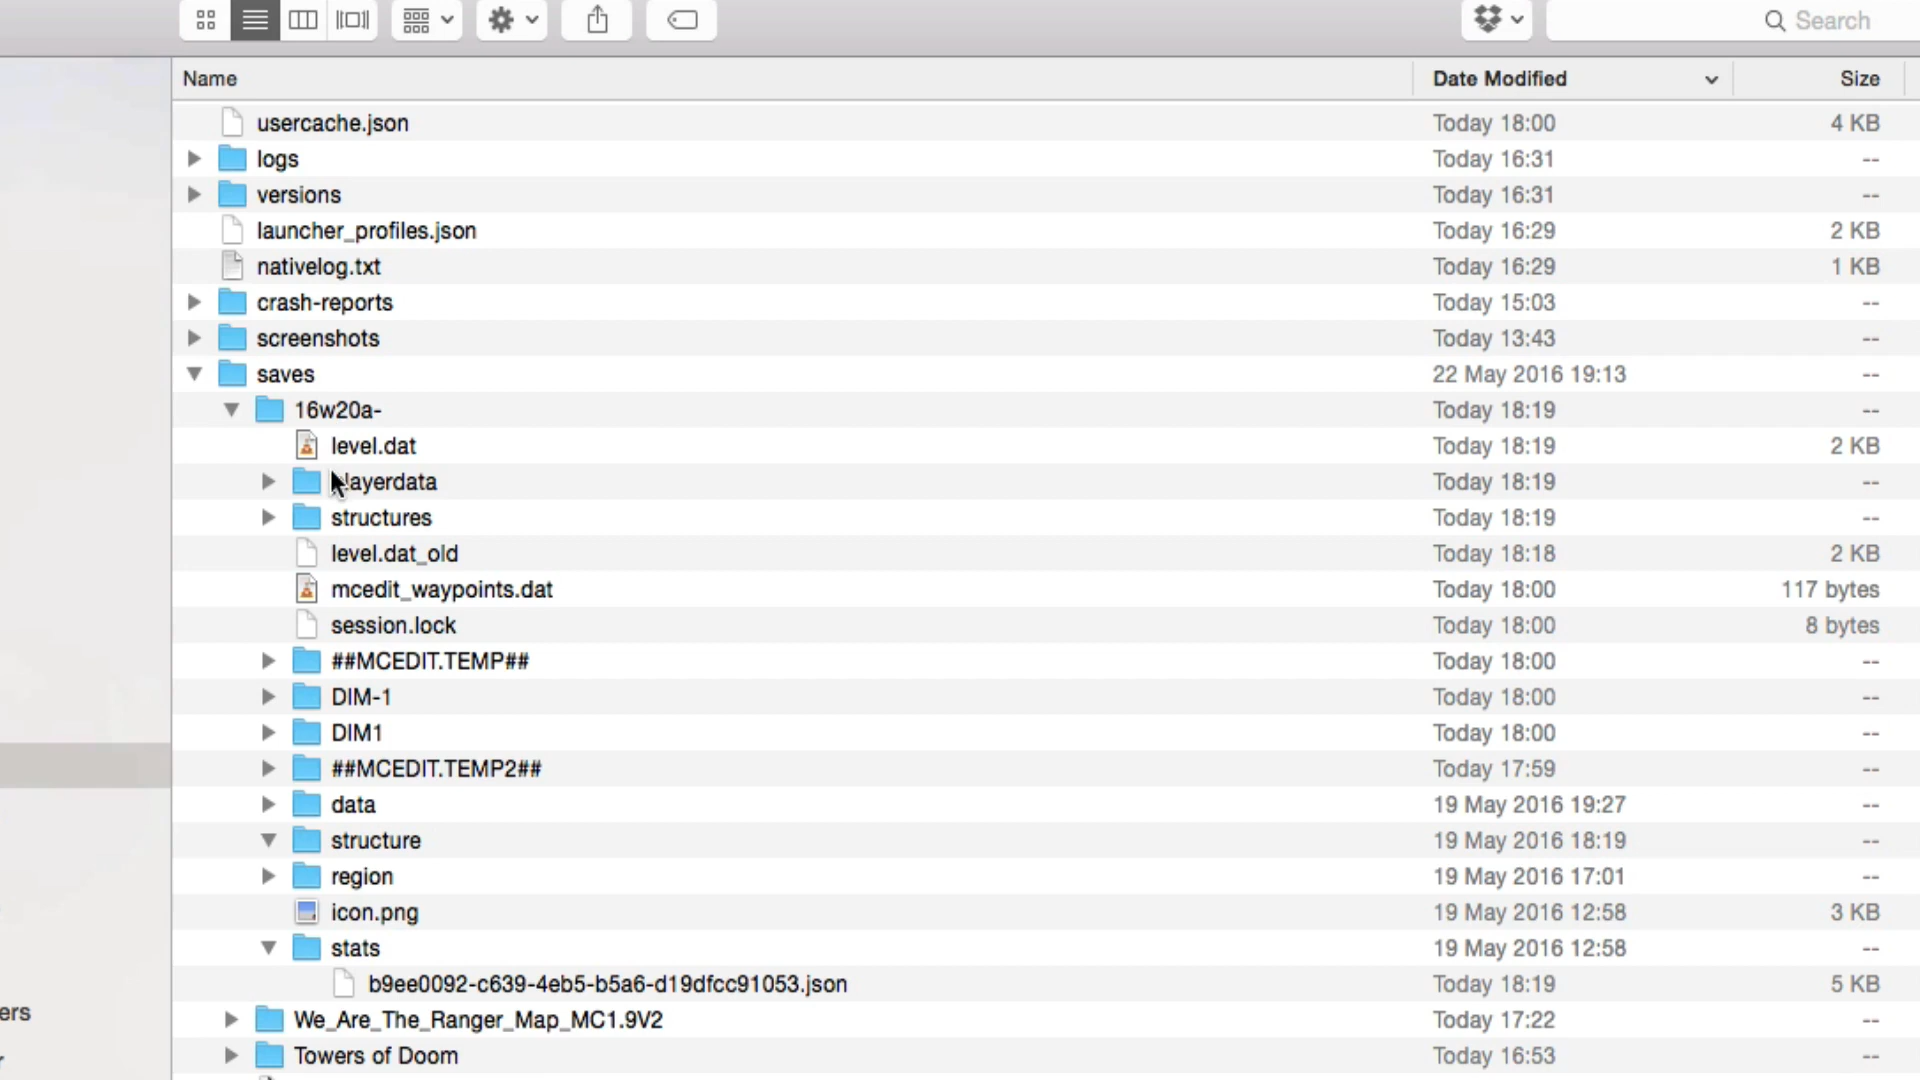 Search
Name Date Modified Size
usercache.json Today 18:00 4 KB
logs Today 16:31 --
versions Today 16:31 --
launcher_profiles.json Today 16:29 2 KB
nativelog.txt Today 16:29 1 KB
crash-reports Today 15:03 --
screenshots Today 13:43 --
saves 22 May 2016 19:13 --
16w20a- Today 18:19 --
level.dat Today 18:19 2 KB
layerdata Today 18:19 --
structures Today 18:19 --
level.dat_old Today 18:18 2 KB
mcedit_waypoints.dat Today 18:00 117 bytes
session.lock Today 18:00 8 bytes
##MCEDIT.TEMP## Today 18:00 --
DIM-1 Today 18:00 --
DIM1 Today 18:00 --
##MCEDIT.TEMP2## Today 17:59 --
data 19 May 2016 19:27 --
structure 19 May 2016 18:19 --
region 19 May 2016 17:01 --
icon.png 19 May 2016 12:58 3 KB
stats 19 May 2016 12:58 --
b9ee0092-c639-4eb5-b5a6-d19dfcc91053.json Today 18:19 5 KB
ers
We_Are_The_Ranger_Map_MC1.9V2 Today 17:22 --
r
Towers of Doom Today 16:53 --